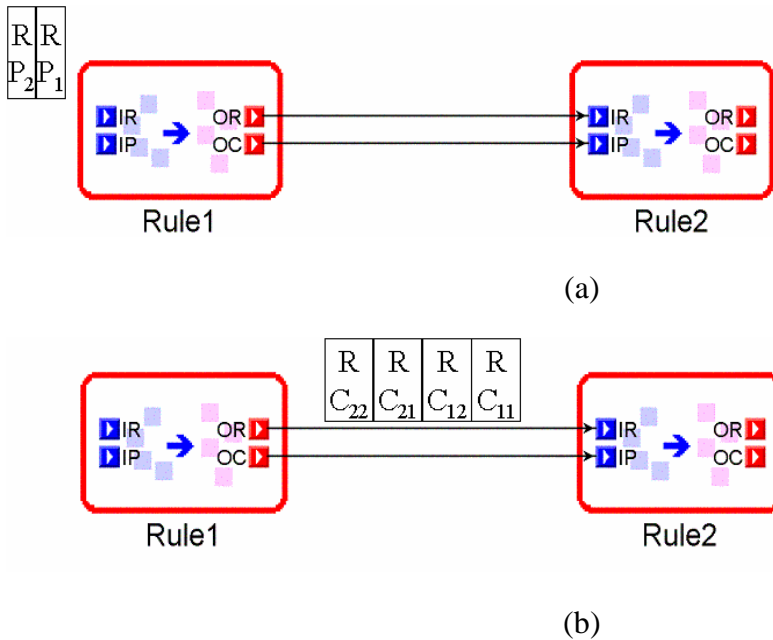 R R
P₂ P₁
IR OR IR OR
IP OC IP OC
Rule1 Rule2
(a)
R R R R
C₂₂ C₂₁ C₁₂ C₁₁
IR OR IR OR
IP OC IP OC
Rule1 Rule2
(b)